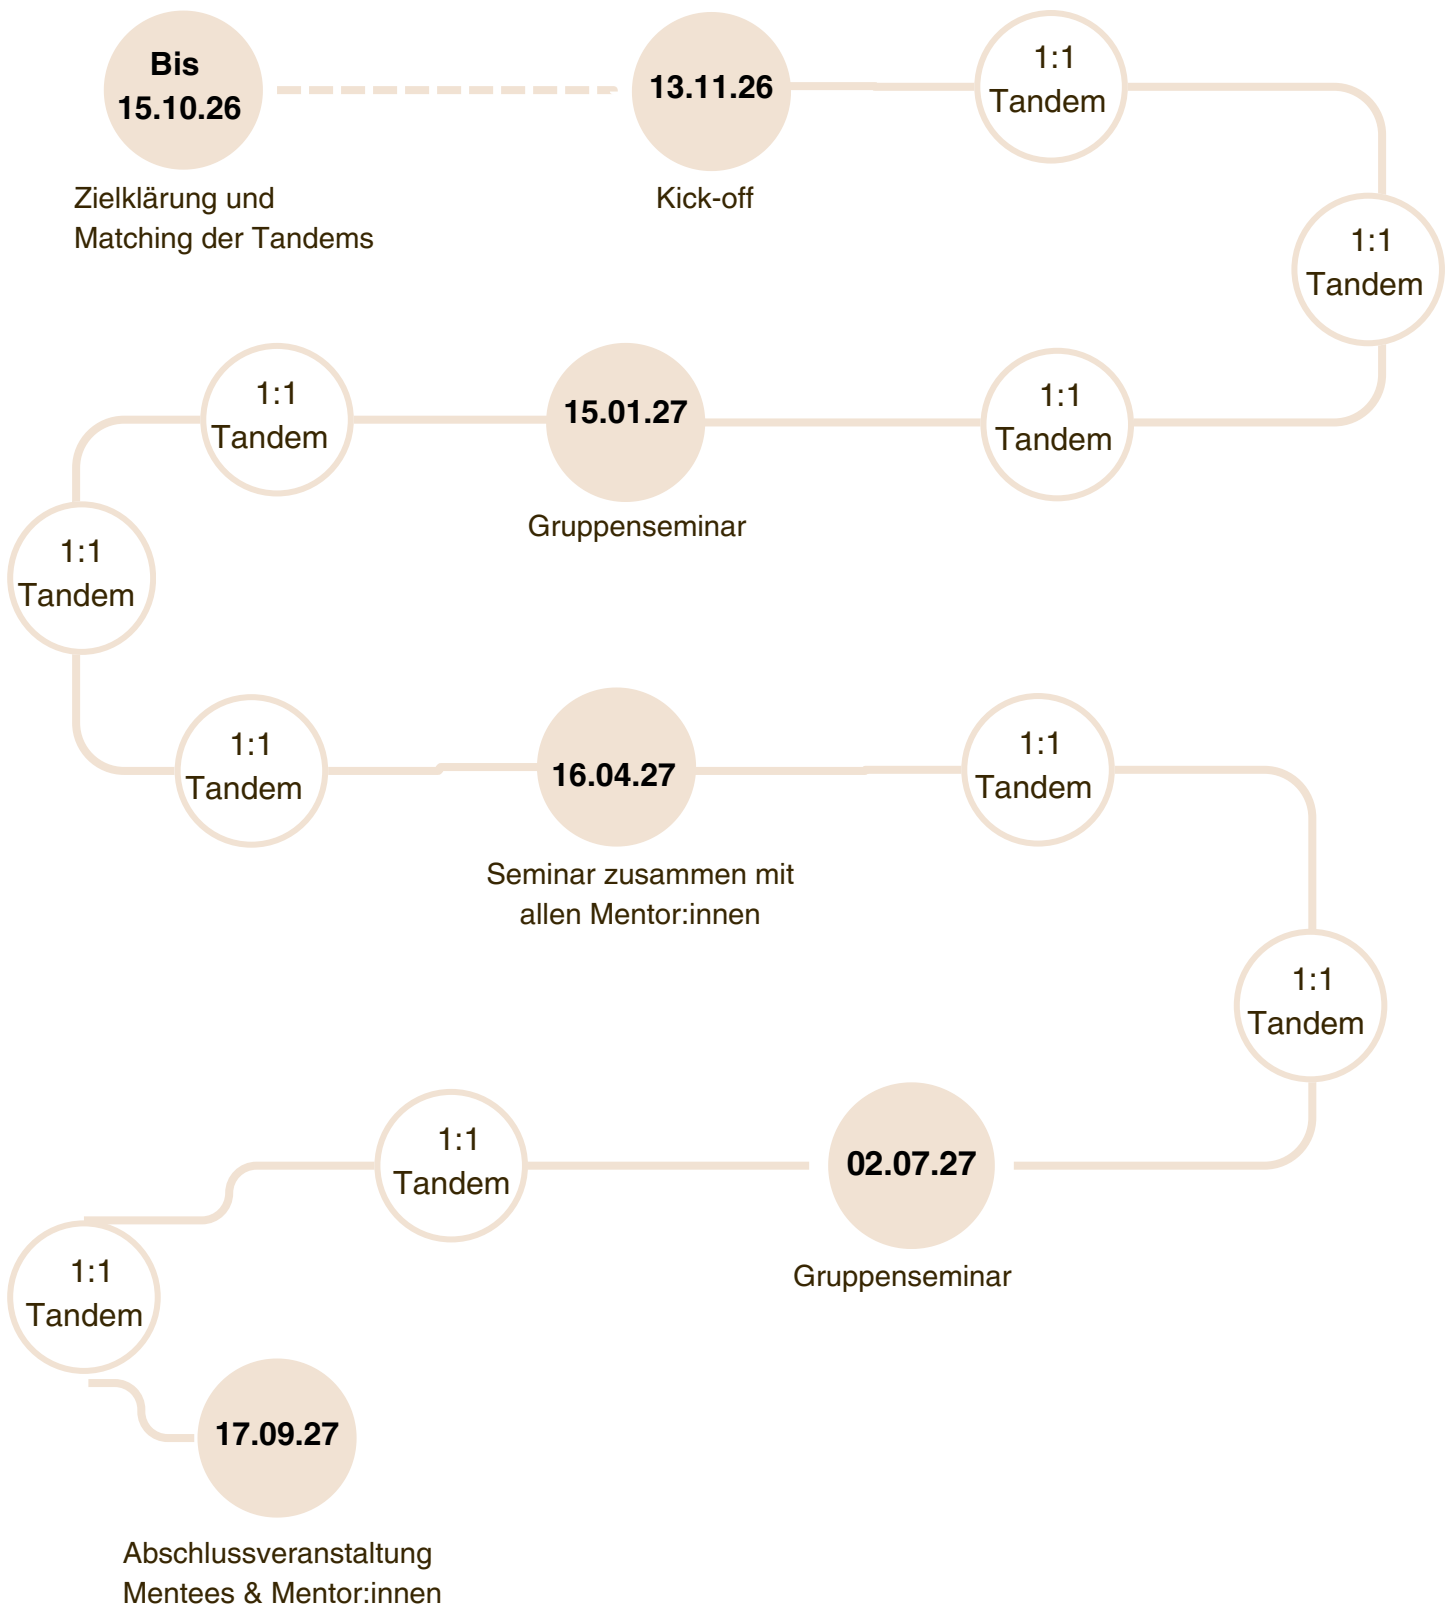 Bis
15.10.26
Zielklärung und
Matching der Tandems
13.11.26
Kick-off
1:1
Tandem
1:1
Tandem
1:1
Tandem
15.01.27
Gruppenseminar
1:1
Tandem
1:1
Tandem
1:1
Tandem
16.04.27
Seminar zusammen mit
allen Mentor:innen
1:1
Tandem
1:1
Tandem
02.07.27
Gruppenseminar
1:1
Tandem
1:1
Tandem
17.09.27
Abschlussveranstaltung
Mentees & Mentor:innen